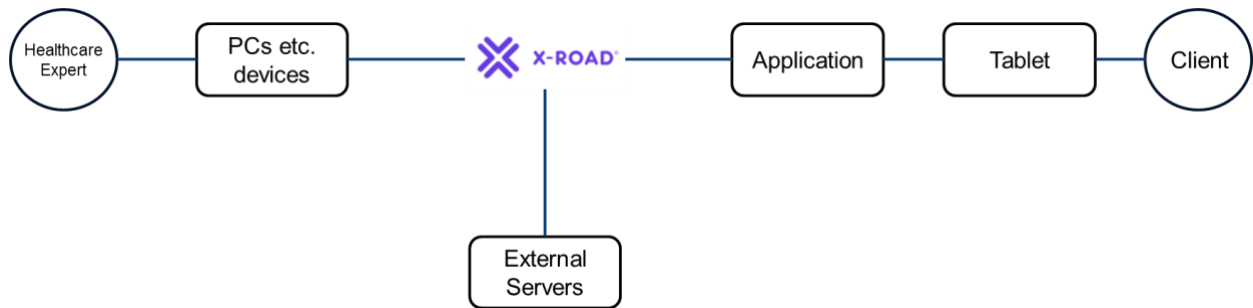 Healthcare
Expert
PCs etc.
devices
X-ROAD®
Application
Tablet
Client
External
Servers